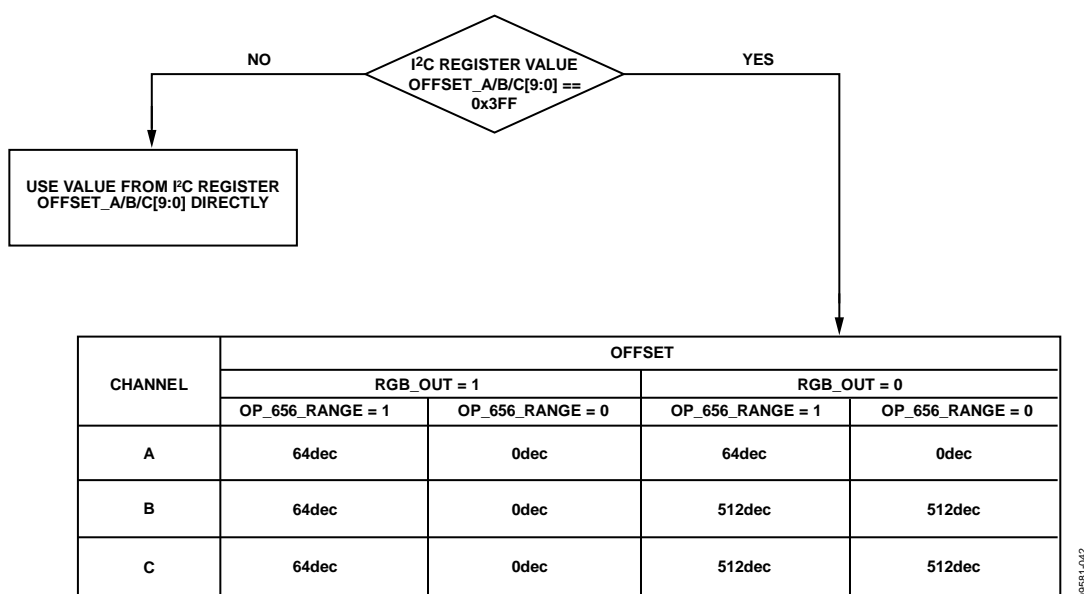 NO
I²C REGISTER VALUE
OFFSET_A/B/C[9:0] ==
0x3FF
YES
USE VALUE FROM I²C REGISTER
OFFSET_A/B/C[9:0] DIRECTLY
CHANNEL
OFFSET
RGB_OUT = 1
RGB_OUT = 0
OP_656_RANGE = 1
OP_656_RANGE = 0
OP_656_RANGE = 1
OP_656_RANGE = 0
A
64dec
0dec
64dec
0dec
B
64dec
0dec
512dec
512dec
C
64dec
0dec
512dec
512dec